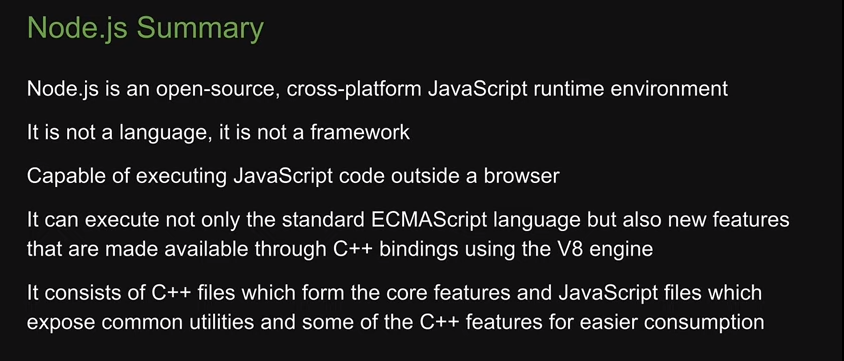 Node.js Summary
Node.js is an open-source, cross-platform JavaScript runtime environment
It is not a language, it is not a framework
Capable of executing JavaScript code outside a browser
It can execute not only the standard ECMAScript language but also new features
that are made available through C++ bindings using the V8 engine
It consists of C++ files which form the core features and JavaScript files which
expose common utilities and some of the C++ features for easier consumption